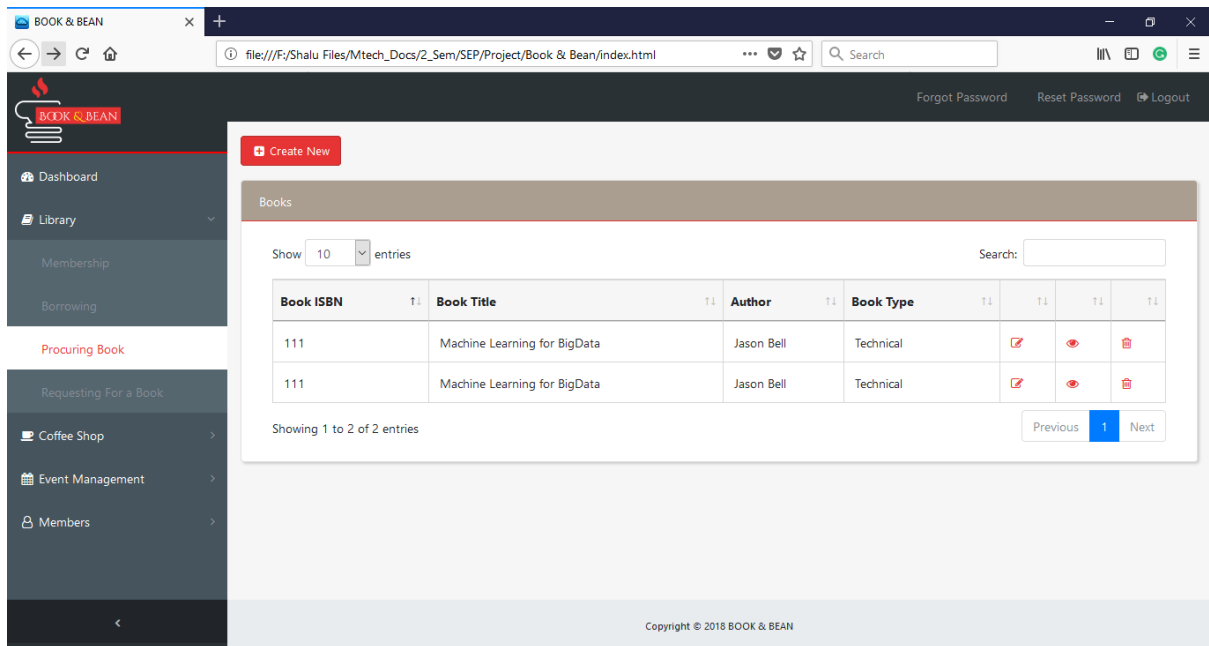 BOOK & BEAN
file:///F:/Shalu Files/Mtech_Docs/2_Sem/SEP/Project/Book & Bean/index.html
Search
BOOK & BEAN
Forgot Password Reset Password Logout
Create New
Dashboard
Library
Membership
Borrowing
Procuring Book
Requesting For a Book
Coffee Shop
Event Management
Members
Books
Show 10 entries Search:
Book ISBN Book Title Author Book Type
111 Machine Learning for BigData Jason Bell Technical
111 Machine Learning for BigData Jason Bell Technical
Showing 1 to 2 of 2 entries Previous 1 Next
Copyright © 2018 BOOK & BEAN